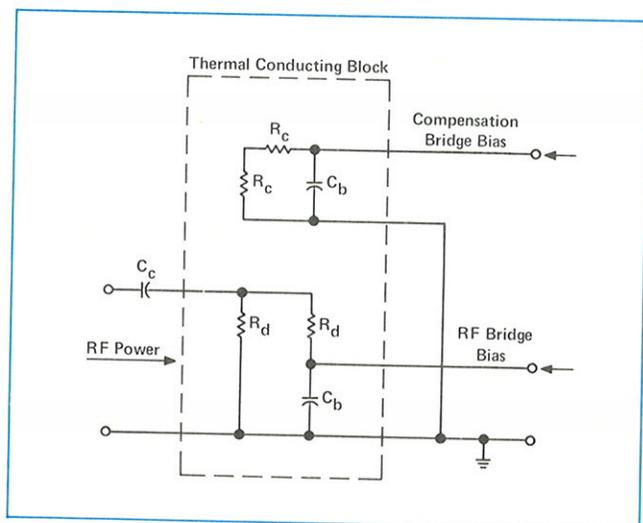 Thermal Conducting Block
Compensation
Bridge Bias
Rc
Rc
Cb
Cc
Rd
Rd
RF Bridge
Bias
RF Power
Cb